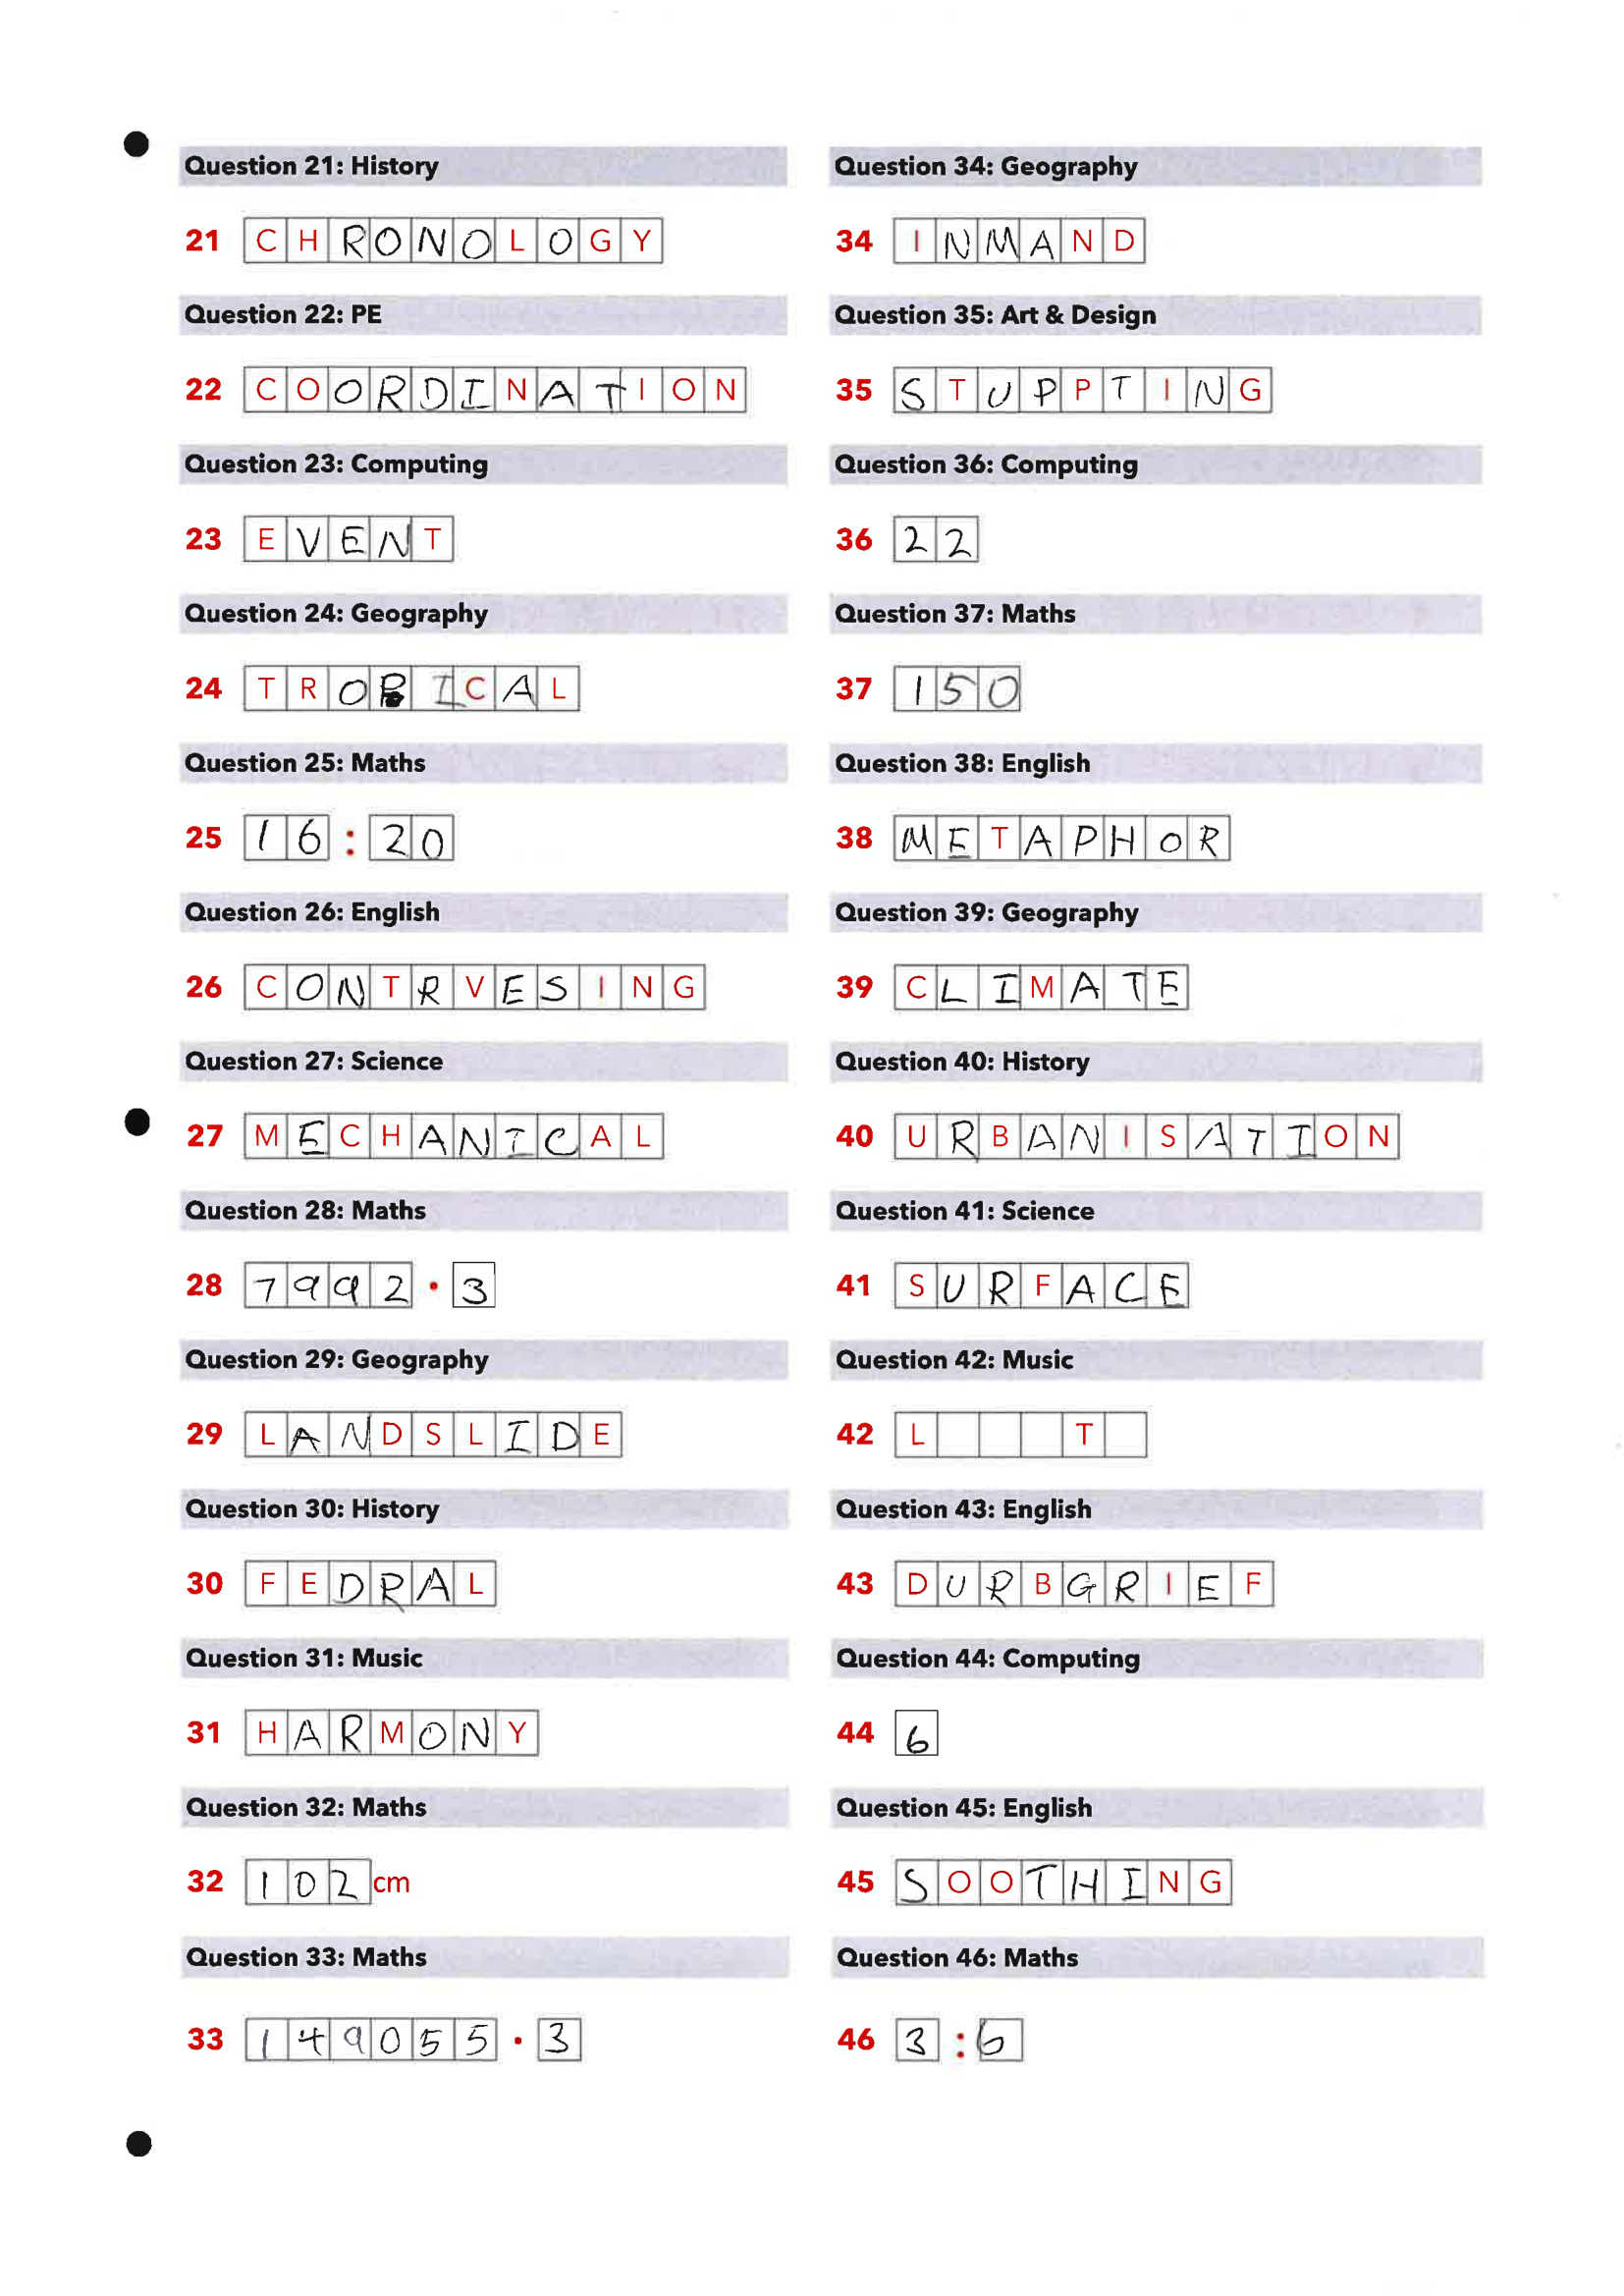 Question 21: History
21 CHRONOLOGY
Question 22: PE
22 COORDINATION
Question 23: Computing
23 EVENT
Question 24: Geography
24 TROPICAL
Question 25: Maths
25 16:20
Question 26: English
26 CONTRVESING
Question 27: Science
27 MECHANICAL
Question 28: Maths
28 7992.3
Question 29: Geography
29 LANDSLIDE
Question 30: History
30 FEDRAL
Question 31: Music
31 HARMONY
Question 32: Maths
32 102cm
Question 33: Maths
33 149055.3
Question 34: Geography
34 INMAND
Question 35: Art & Design
35 STUPPTING
Question 36: Computing
36 22
Question 37: Maths
37 150
Question 38: English
38 METAPHOR
Question 39: Geography
39 CLIMATE
Question 40: History
40 URBANISATION
Question 41: Science
41 SURFACE
Question 42: Music
42 L T
Question 43: English
43 DURBGRIEF
Question 44: Computing
44 6
Question 45: English
45 SOOTHING
Question 46: Maths
46 3:6